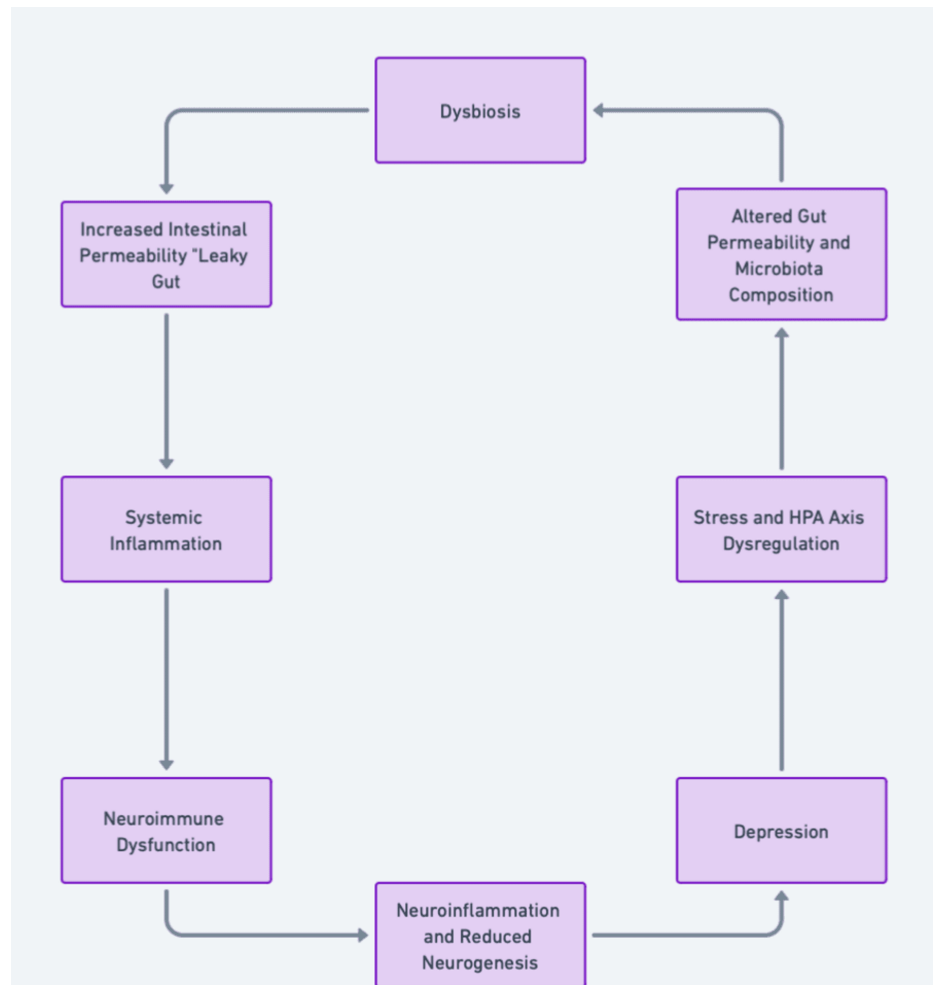 Dysbiosis
Increased Intestinal
Permeability "Leaky
Gut
Altered Gut
Permeability and
Microbiota
Composition
Systemic
Inflammation
Stress and HPA Axis
Dysregulation
Neuroimmune
Dysfunction
Depression
Neuroinflammation
and Reduced
Neurogenesis